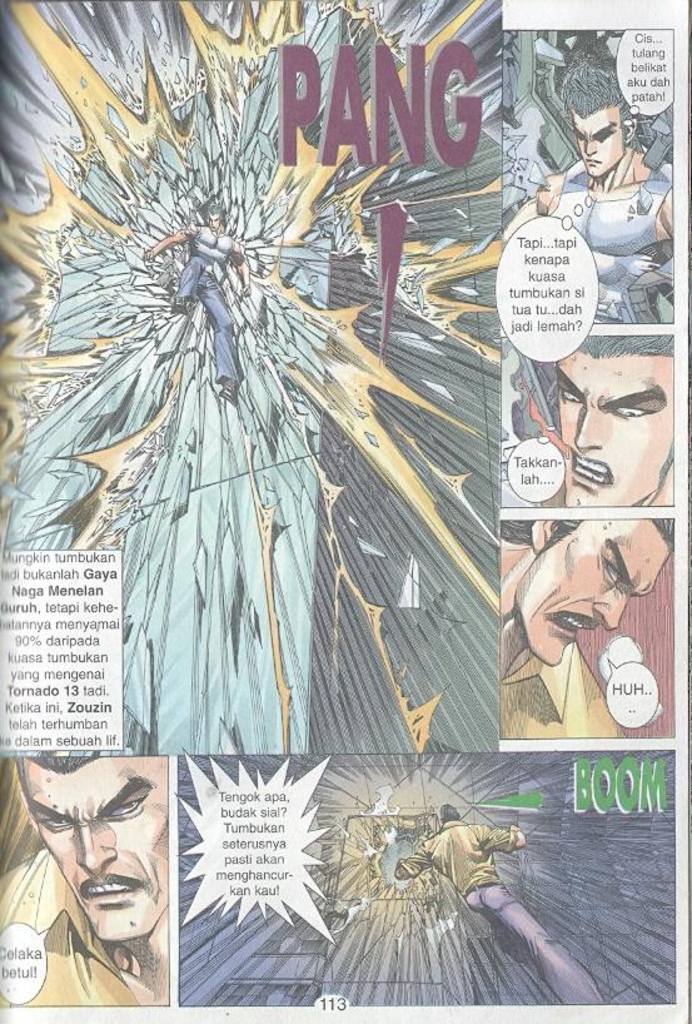 PANG!
Cis...
tulang
belikat
aku dah
patah!
Tapi...tapi
kenapa
kuasa
tumbukan si
tua tu...dah
jadi lemah?
Takkan-
lah....
HUH..
..
Mungkin tumbukan
tadi bukanlah Gaya
Naga Menelan
Guruh, tetapi kehe-
batannya menyamai
90% daripada
kuasa tumbukan
yang mengenai
Tornado 13 tadi.
Ketika ini, Zouzin
telah terhumban
ke dalam sebuah lif.
Celaka
betul!
Tengok apa,
budak sial?
Tumbukan
seterusnya
pasti akan
menghancur-
kan kau!
BOOM
113